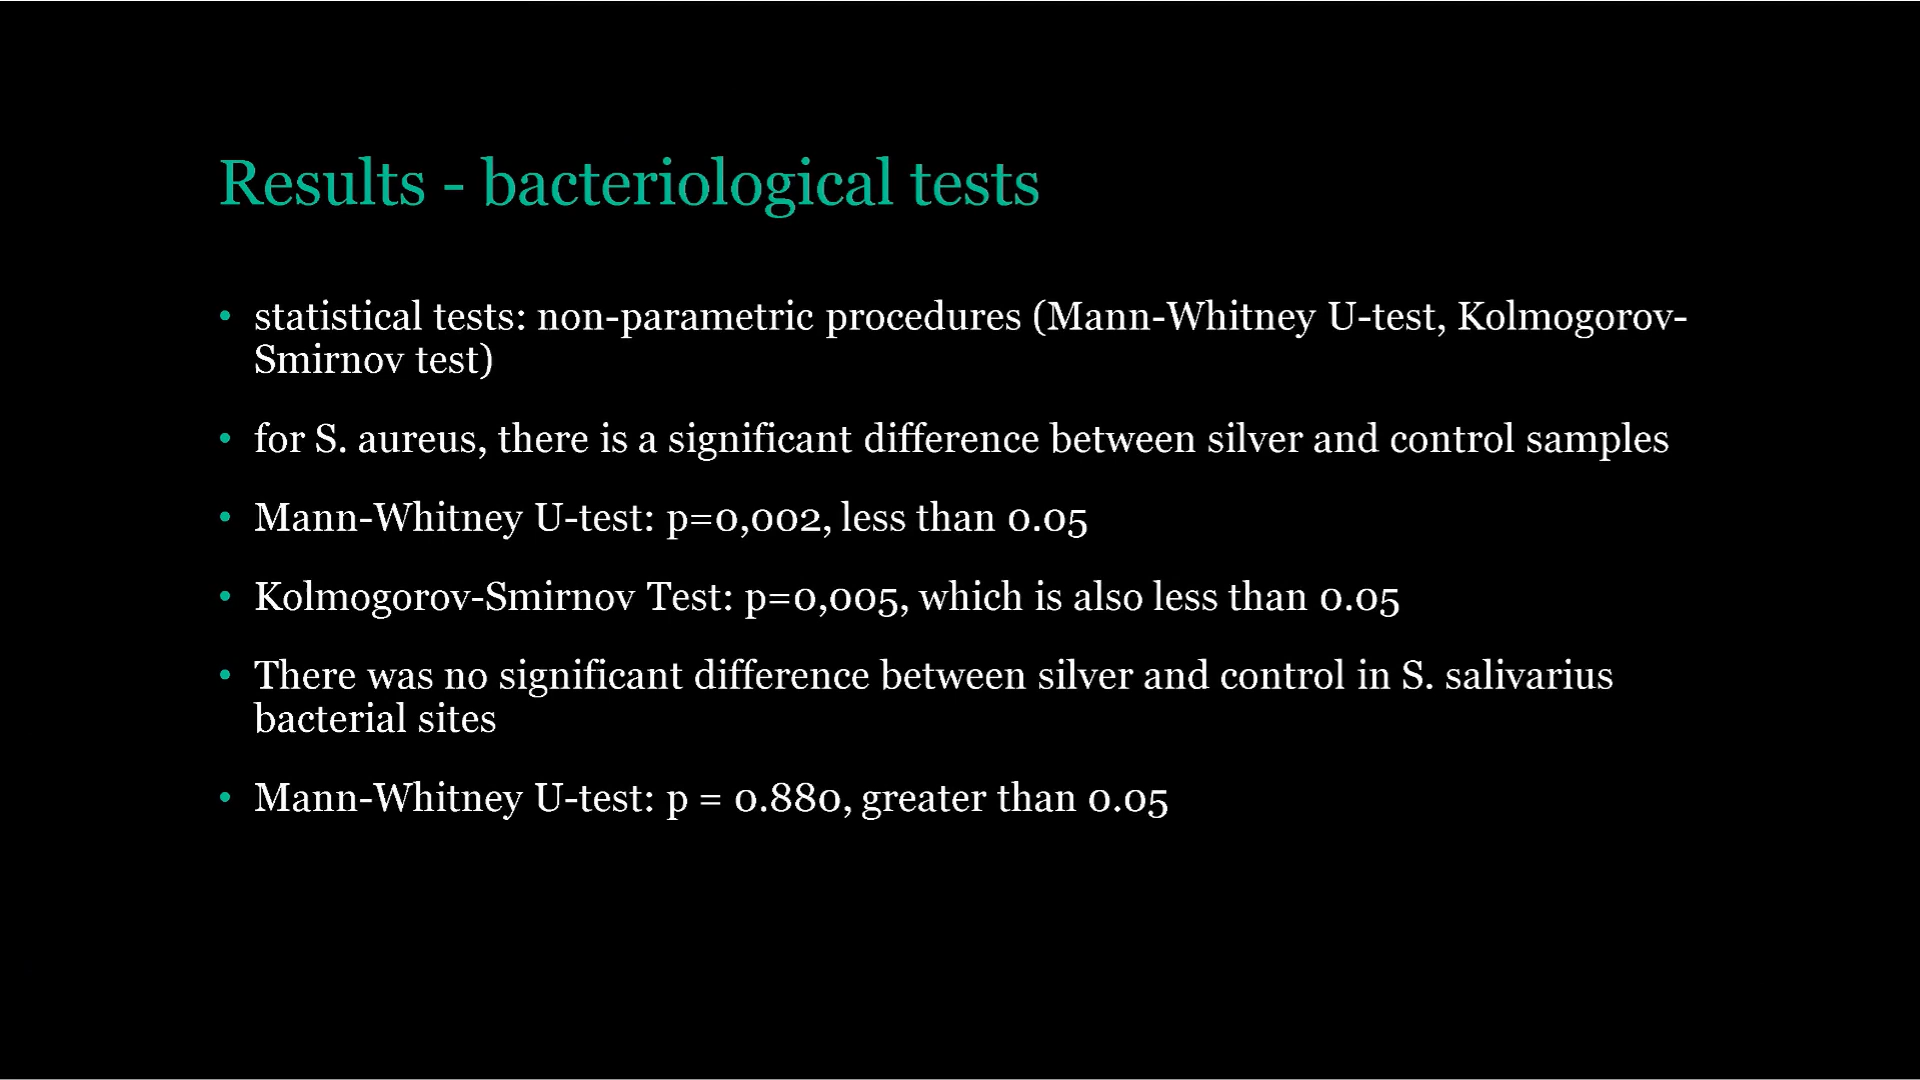 Results - bacteriological tests
• statistical tests: non-parametric procedures (Mann-Whitney U-test, Kolmogorov-
Smirnov test)
• for S. aureus, there is a significant difference between silver and control samples
• Mann-Whitney U-test: p=0,002, less than 0.05
• Kolmogorov-Smirnov Test: p=0,005, which is also less than 0.05
• There was no significant difference between silver and control in S. salivarius
bacterial sites
• Mann-Whitney U-test: p = 0.880, greater than 0.05